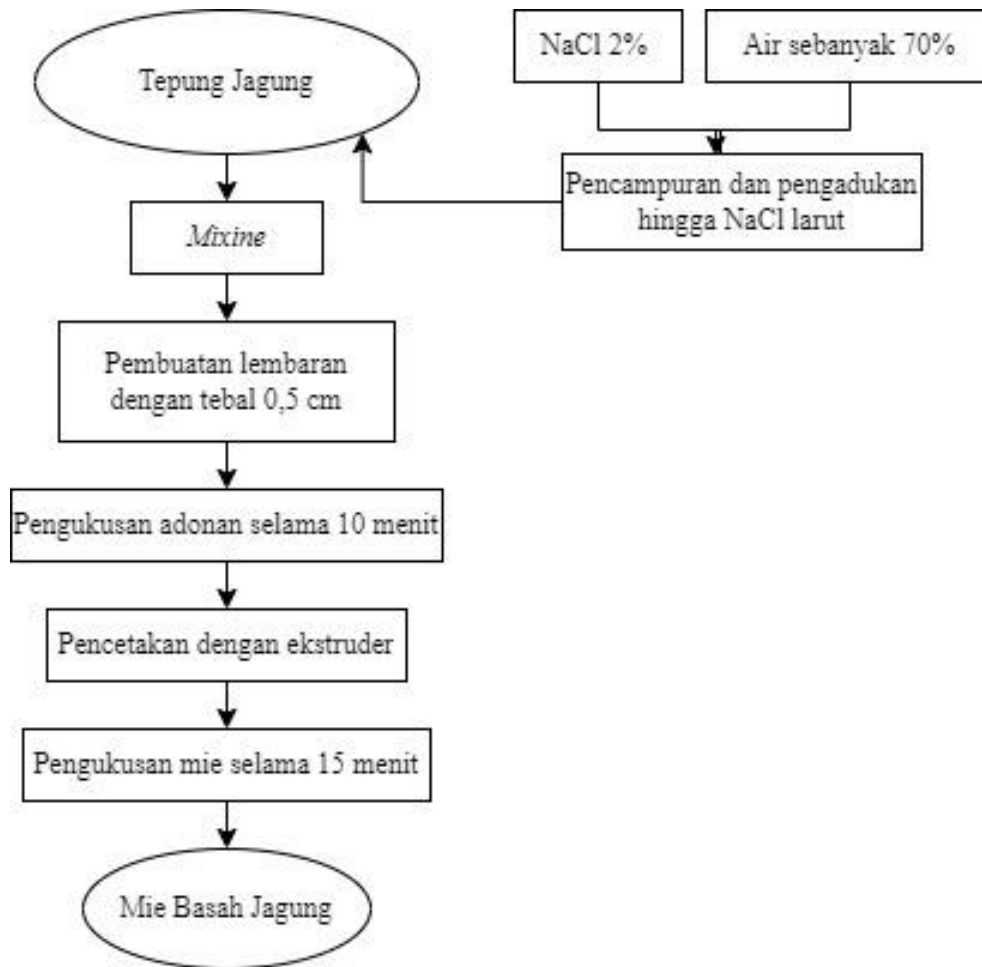 Tepung Jagung
NaCl 2%
Air sebanyak 70%
Pencampuran dan pengadukan
hingga NaCl larut
Mixine
Pembuatan lembaran
dengan tebal 0,5 cm
Pengukusan adonan selama 10 menit
Pencetakan dengan ekstruder
Pengukusan mie selama 15 menit
Mie Basah Jagung